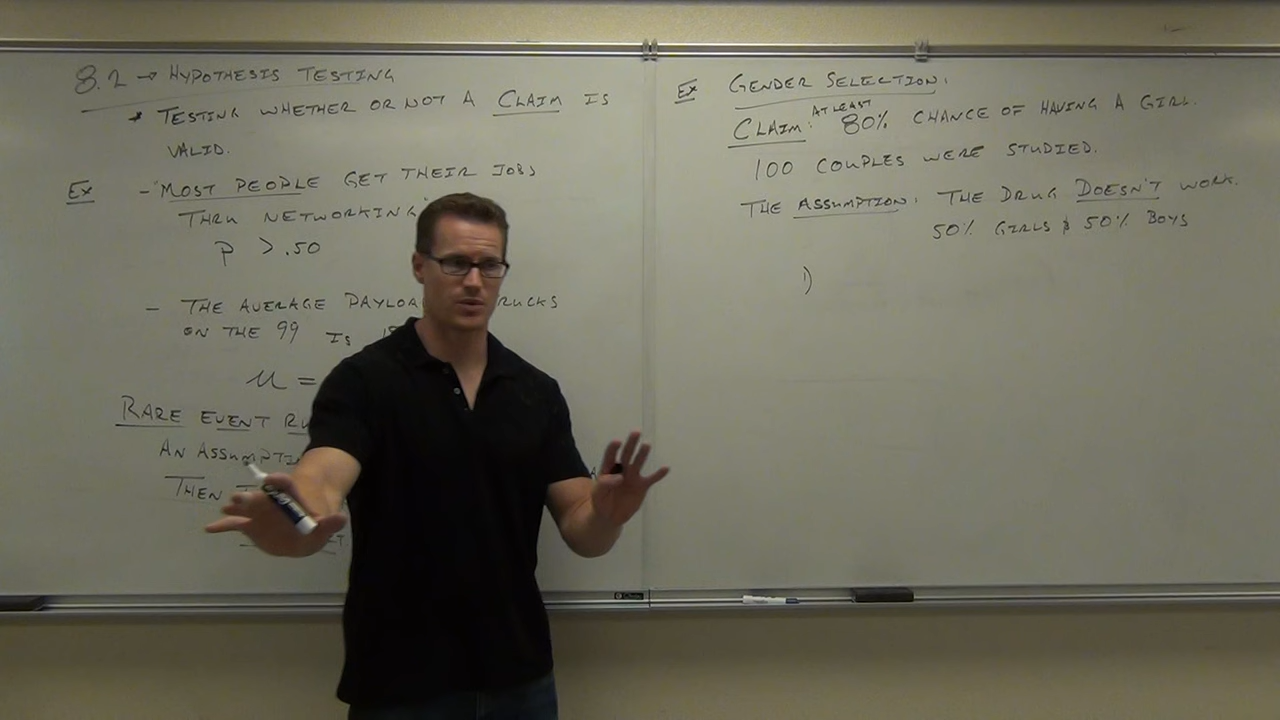 8.2 → HYPOTHESIS TESTING
* TESTING WHETHER OR NOT A CLAIM IS
VALID.
Ex - "MOST PEOPLE GET THEIR JOBS
THRU NETWORKING"
P > .50
- THE AVERAGE
ON THE 99 IS
μ =
RARE EVENT
AN
THEN
Ex GENDER SELECTION.
CLAIM: AT LEAST 80% CHANCE OF HAVING A GIRL.
100 COUPLES WERE STUDIED.
THE ASSUMPTION: THE DRUG DOESN'T WORK.
50% GIRLS & 50% BOYS
1)